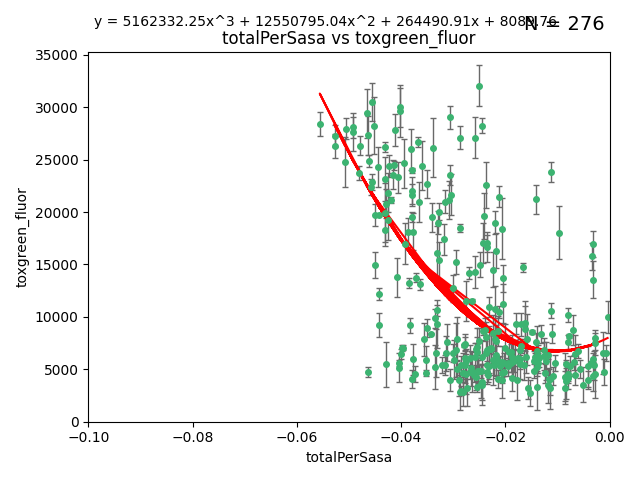 y = 5162332.25x^3 + 12550795.04x^2 + 264490.91x + 8089.76
N = 276
totalPerSasa vs toxgreen_fluor
35000
30000
25000
20000
15000
10000
5000
0
toxgreen_fluor
−0.10
−0.08
−0.06
−0.04
−0.02
0.00
totalPerSasa